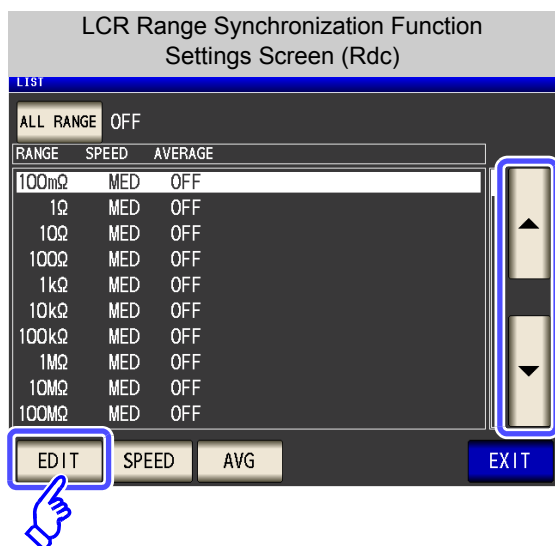 LCR Range Synchronization Function
Settings Screen (Rdc)
LIST
ALL RANGE OFF
RANGE SPEED AVERAGE
100mΩ MED OFF
1Ω MED OFF
10Ω MED OFF
100Ω MED OFF
1kΩ MED OFF
10kΩ MED OFF
100kΩ MED OFF
1MΩ MED OFF
10MΩ MED OFF
100MΩ MED OFF
EDIT SPEED AVG EXIT